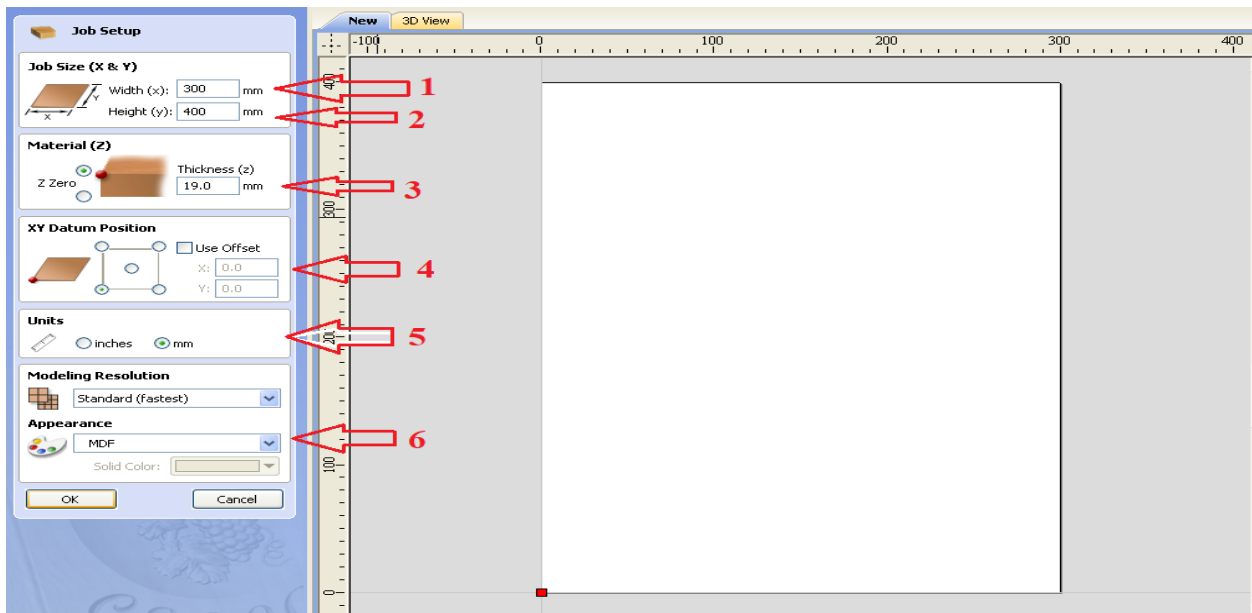 New 3D View
Job Setup
-100 0 100 200 300 400
Job Size (X & Y)
Width (x): 300 mm 1
Y
X
Height (y): 400 mm 2
400
Material (Z)
Thickness (z)
Z Zero 19.0 mm 3
300
XY Datum Position
Use Offset
X: 0.0 4
Y: 0.0
Units
inches mm 5
200
Modeling Resolution
Standard (fastest)
Appearance
MDF 6
Solid Color:
100
OK Cancel
0